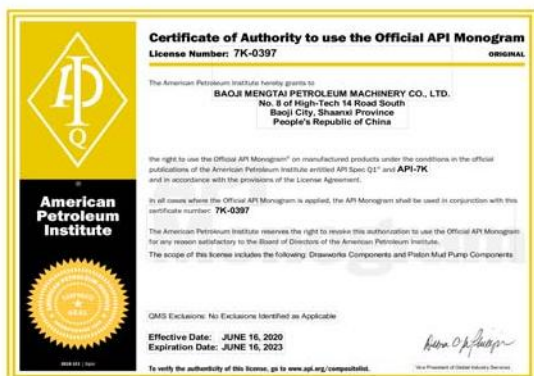 Certificate of Authority to use the Official API Monogram
License Number: 7K-0397
ORIGINAL
The American Petroleum Institute hereby grants to
BAOJI MENGTAI PETROLEUM MACHINERY CO., LTD.
No. 8 of High-Tech 14 Road South
Baoji City, Shaanxi Province
People's Republic of China
the right to use the Official API Monogram® on manufactured products under the conditions in the official
publications of the American Petroleum Institute entitled API Spec Q1® and API-7K
and in accordance with the provisions of the License Agreement.
In all cases where the Official API Monogram is applied, the API Monogram shall be used in conjunction with this
certificate number: 7K-0397
The American Petroleum Institute reserves the right to revoke this authorization to use the Official API Monogram
for any reason satisfactory to the Board of Directors of the American Petroleum Institute.
The scope of this license includes the following: Drawworks Components and Piston Mud Pump Components
QMS Exclusions: No Exclusions Identified as Applicable
Effective Date: JUNE 16, 2020
Expiration Date: JUNE 16, 2023
To verify the authenticity of this license, go to www.api.org/compositelist.
Vice President of Global Industry Services
API
Q
®
American
Petroleum
Institute